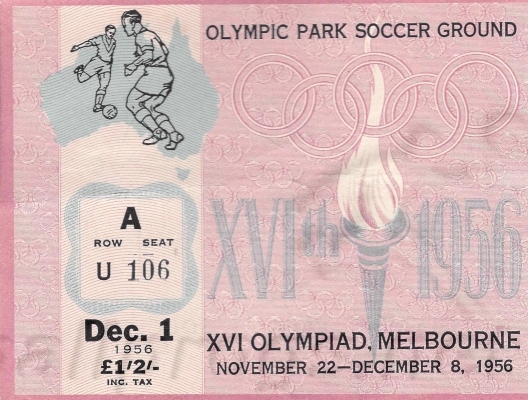 OLYMPIC PARK SOCCER GROUND
XVIth 1956
A
ROW SEAT
U 106
Dec. 1
1956
£1/2/-
INC. TAX
XVI OLYMPIAD, MELBOURNE
NOVEMBER 22—DECEMBER 8, 1956